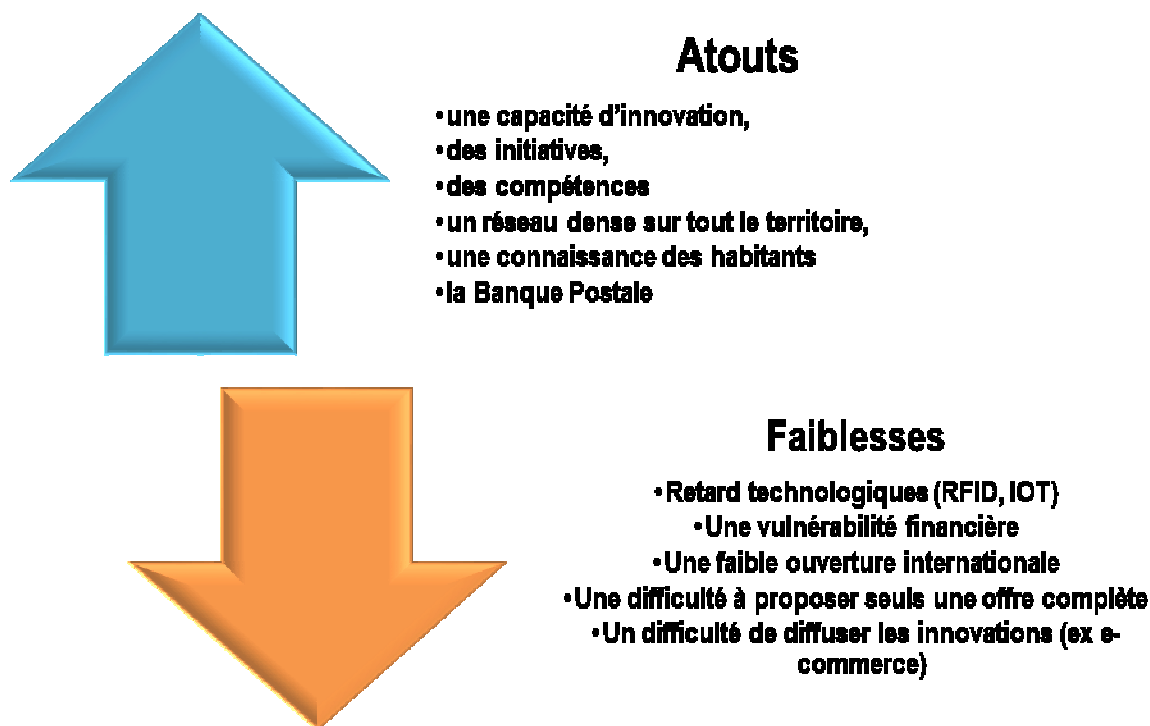 Atouts
•une capacité d'innovation,
•des initiatives,
•des compétences
•un réseau dense sur tout le territoire,
•une connaissance des habitants
•la Banque Postale
Faiblesses
•Retard technologiques (RFID, IOT)
•Une vulnérabilité financière
•Une faible ouverture internationale
•Une difficulté à proposer seuls une offre complète
•Un difficulté de diffuser les innovations (ex e-
commerce)